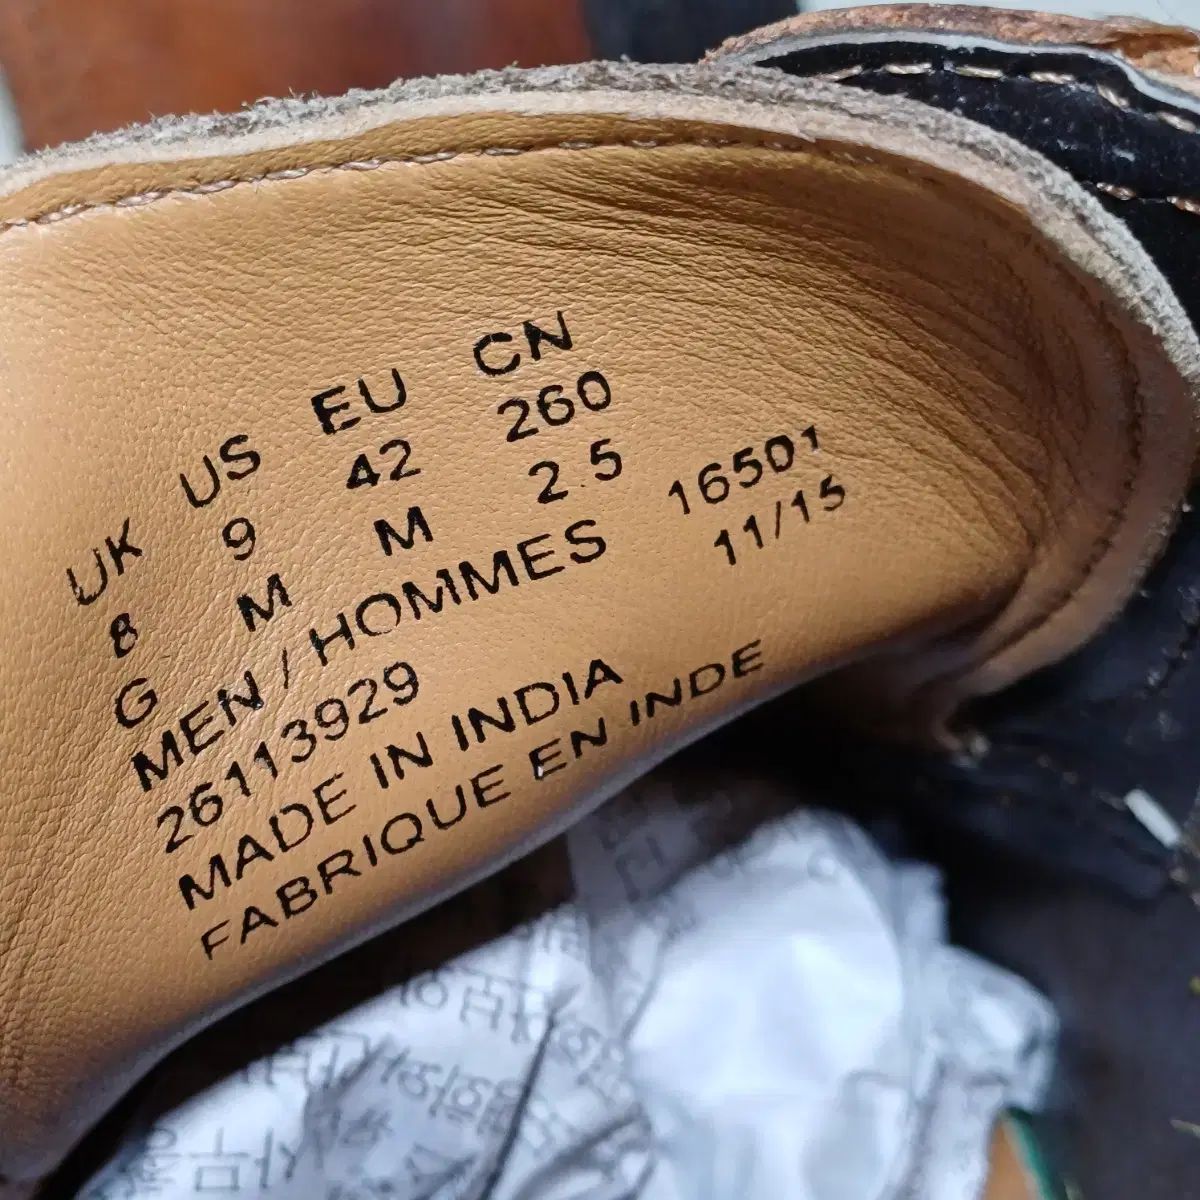 UK US EU CN
8 9 42 260
G M M 2.5
MEN / HOMMES 16501
26113929 11/15
MADE IN INDIA
FABRIQUE EN INDE